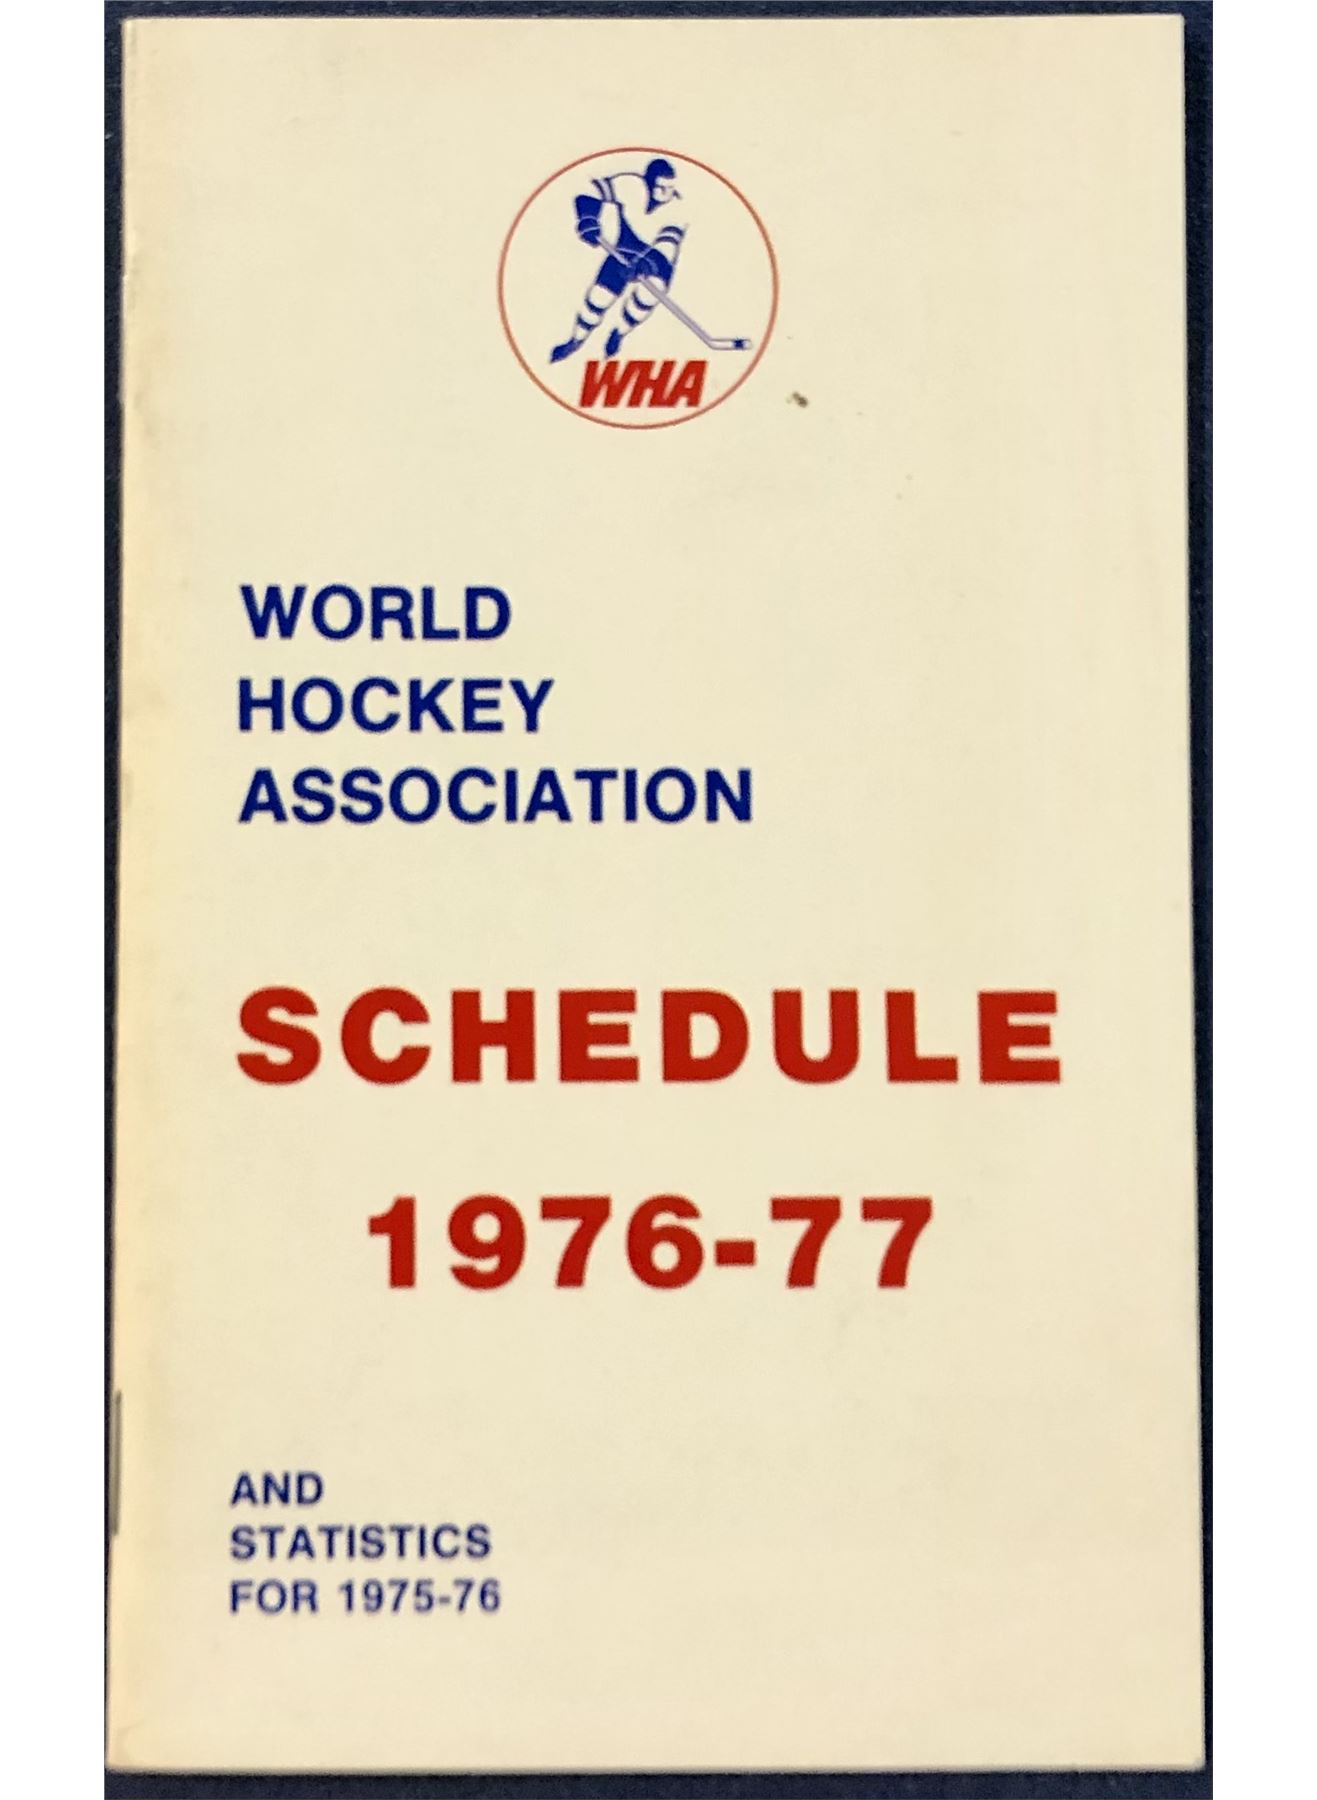 WHA
WORLD
HOCKEY
ASSOCIATION
SCHEDULE
1976-77
AND
STATISTICS
FOR 1975-76